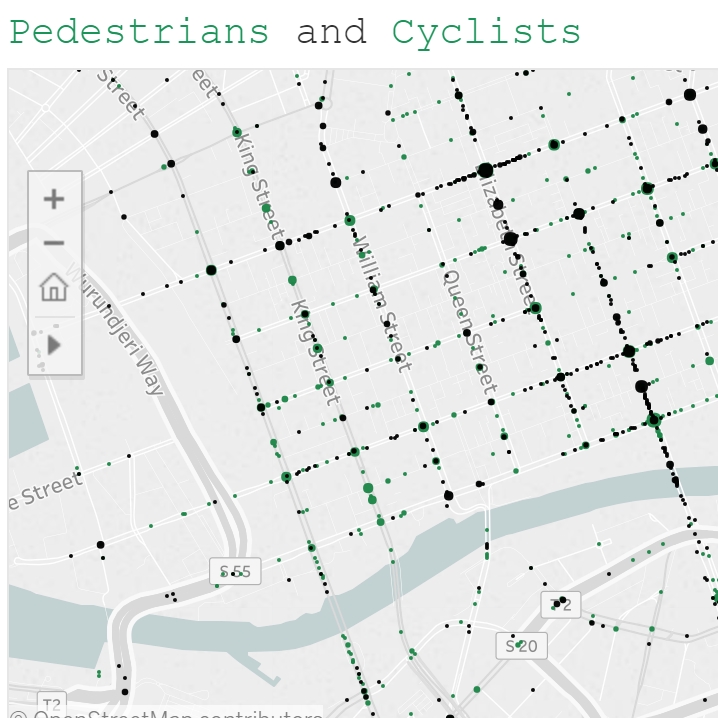 Pedestrians and Cyclists
Street
King Street
William Street
Elizabeth Street
Wurundjeri Way
King Street
Queen Street
e Street
S 55
T2
S 20
T2
© OpenStreetMap contributors